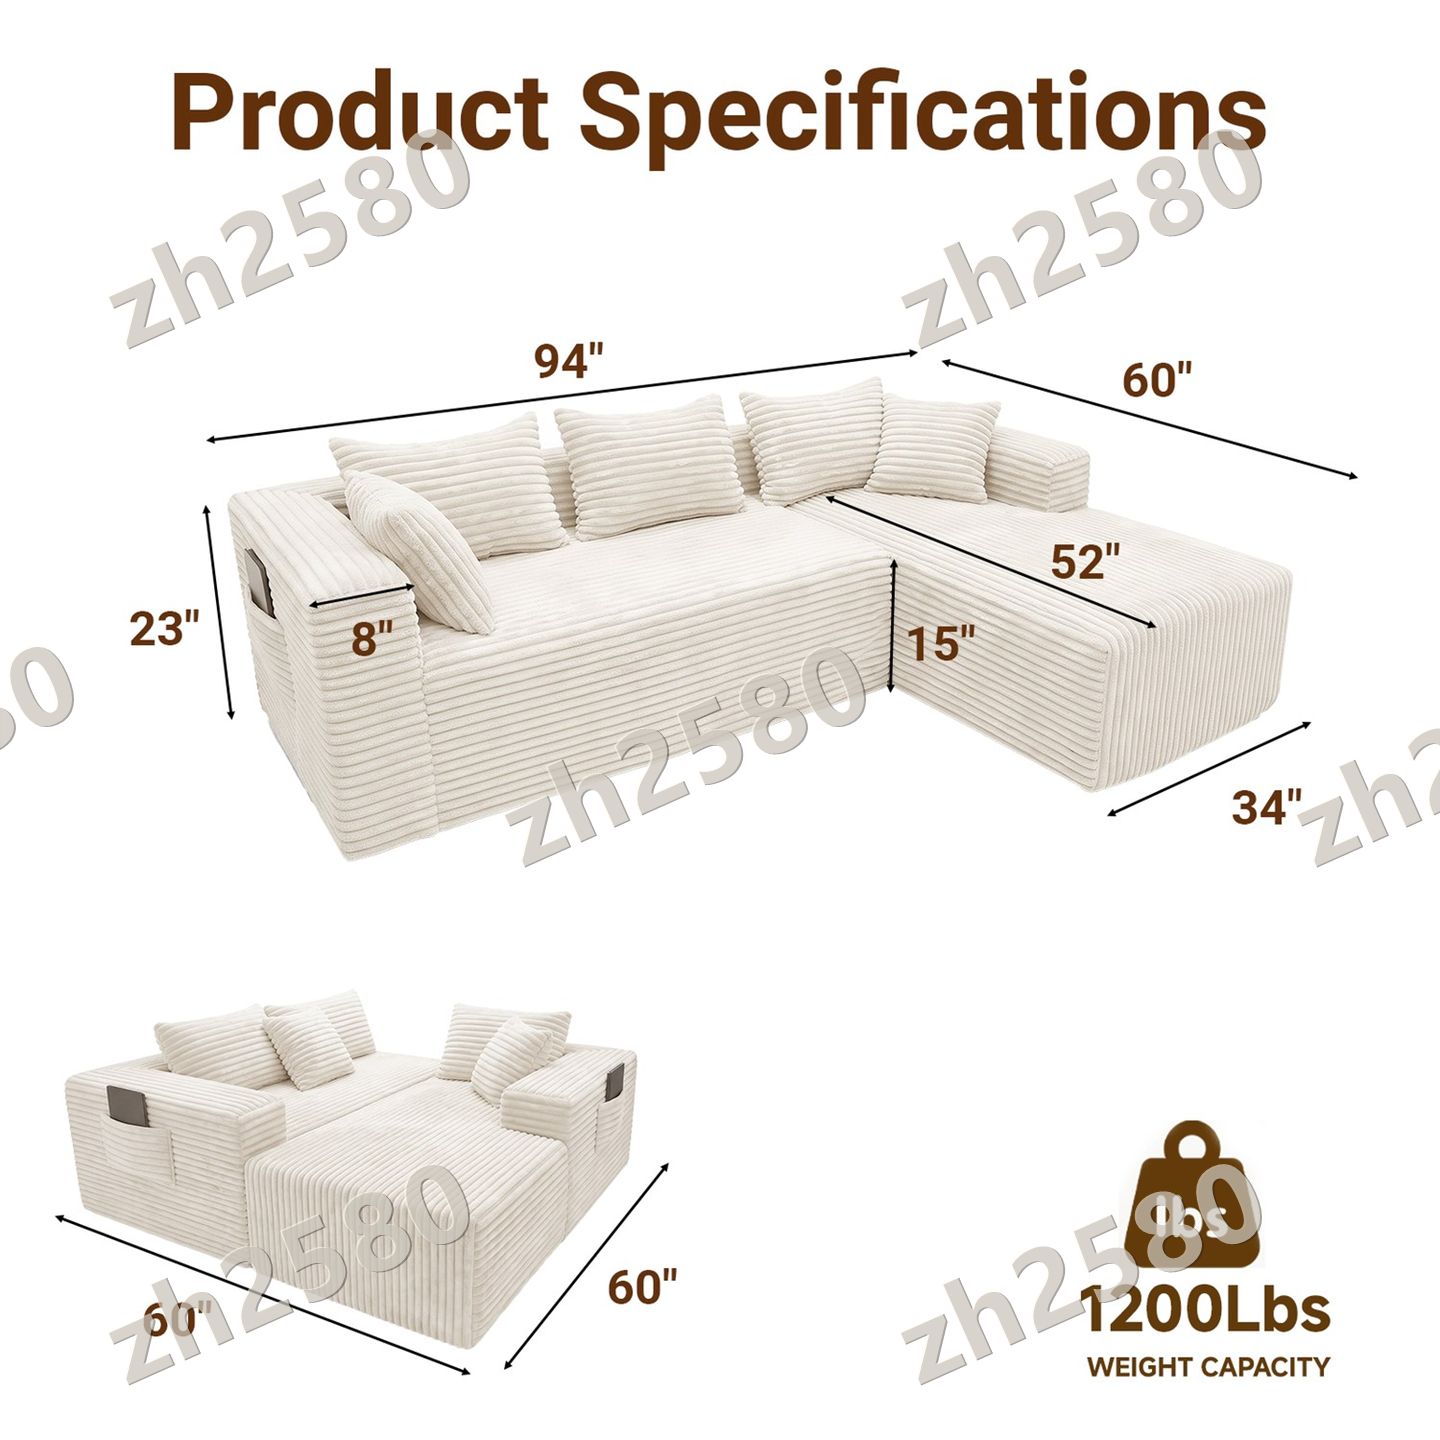 Product Specifications
zh2580
zh2580
94"
60"
52"
23"
8"
15"
zh2580
34"
60"
60"
lbs
zh2580
zh2580
1200Lbs
WEIGHT CAPACITY